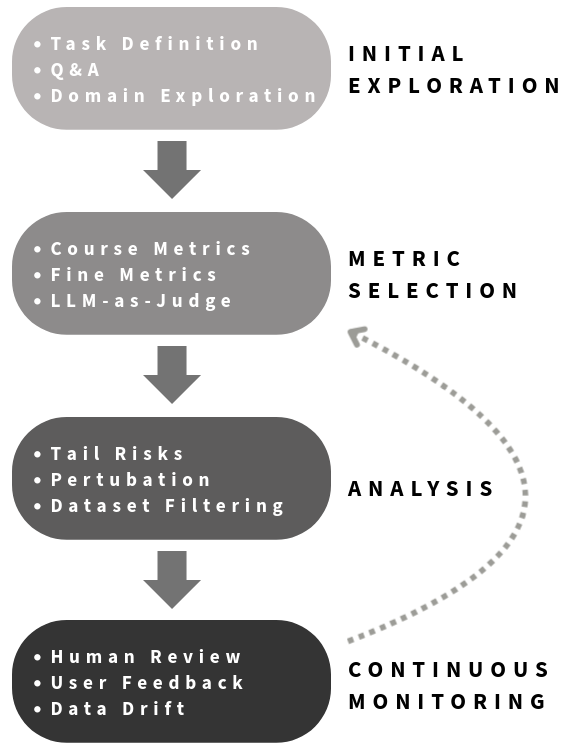 • Task Definition
• Q&A
• Domain Exploration
INITIAL
EXPLORATION
• Course Metrics
• Fine Metrics
• LLM-as-Judge
METRIC
SELECTION
• Tail Risks
• Pertubation
• Dataset Filtering
ANALYSIS
• Human Review
• User Feedback
• Data Drift
CONTINUOUS
MONITORING